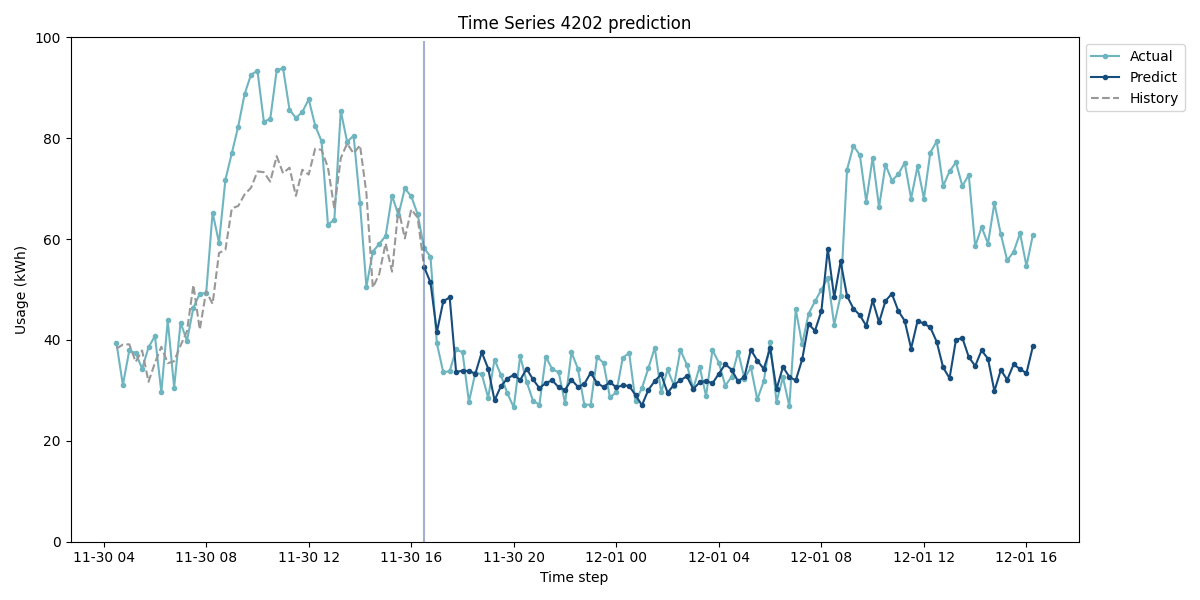 Time Series 4202 prediction
100
80
60
40
20
0
Usage (kWh)
11-30 04
11-30 08
11-30 12
11-30 16
11-30 20
12-01 00
12-01 04
12-01 08
12-01 12
12-01 16
Time step
Actual
Predict
History